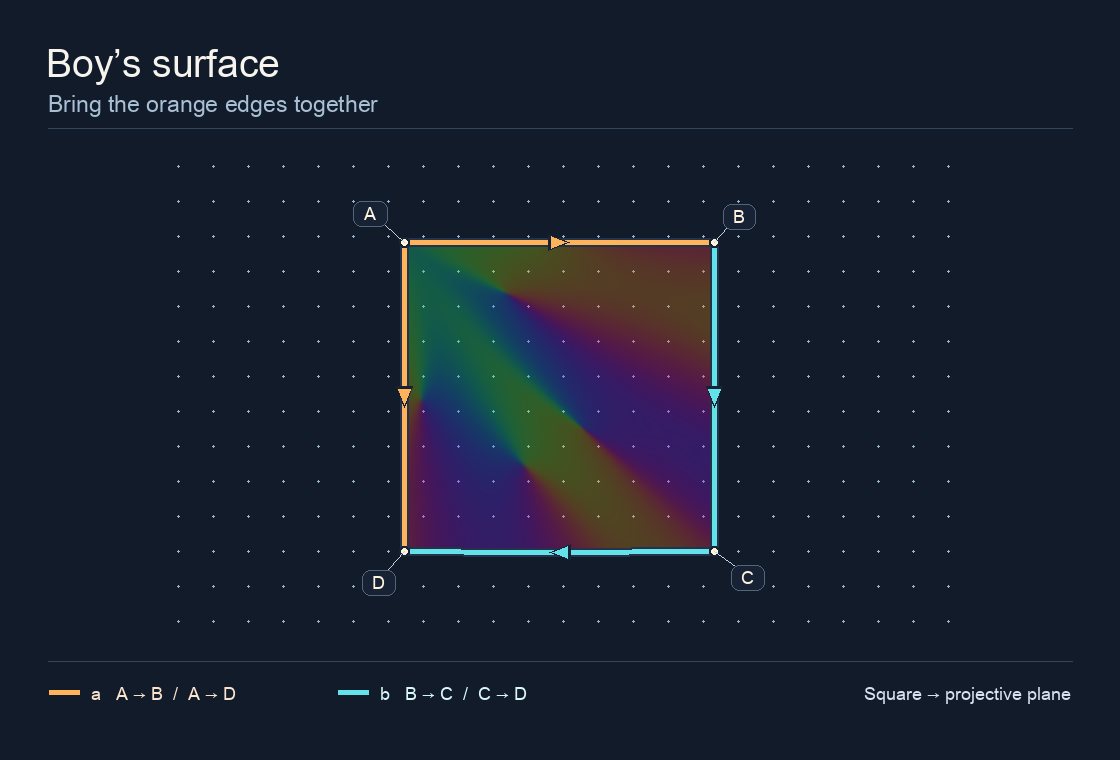 Boy’s surface
Bring the orange edges together
A
B
D
C
a A→B / A→D
b B→C / C→D
Square→projective plane